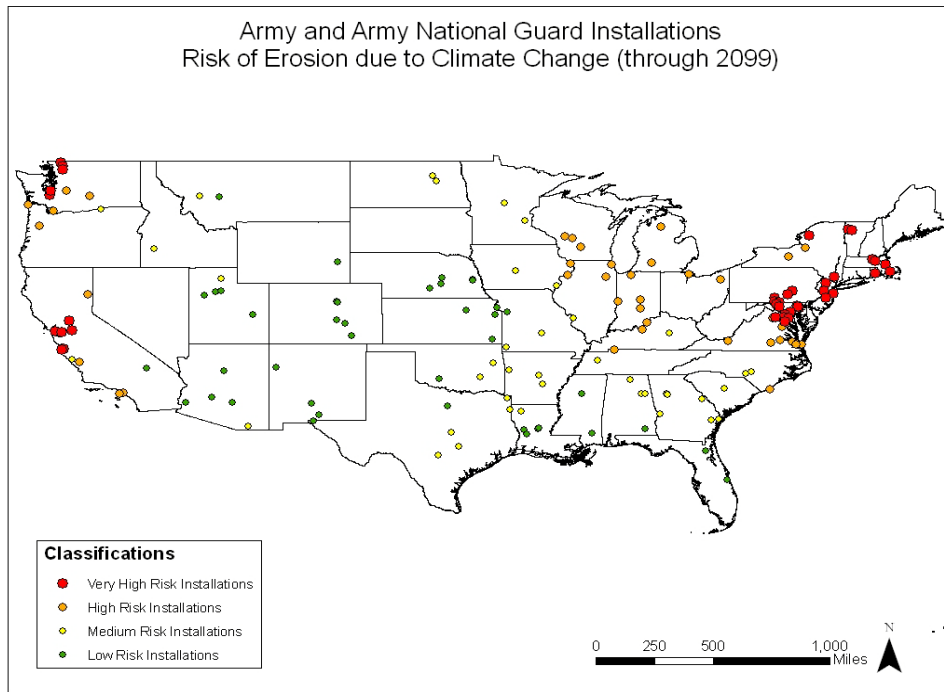 Army and Army National Guard Installations
Risk of Erosion due to Climate Change (through 2099)
Classifications
Very High Risk Installations
High Risk Installations
Medium Risk Installations
Low Risk Installations
N
0 250 500 1,000
Miles